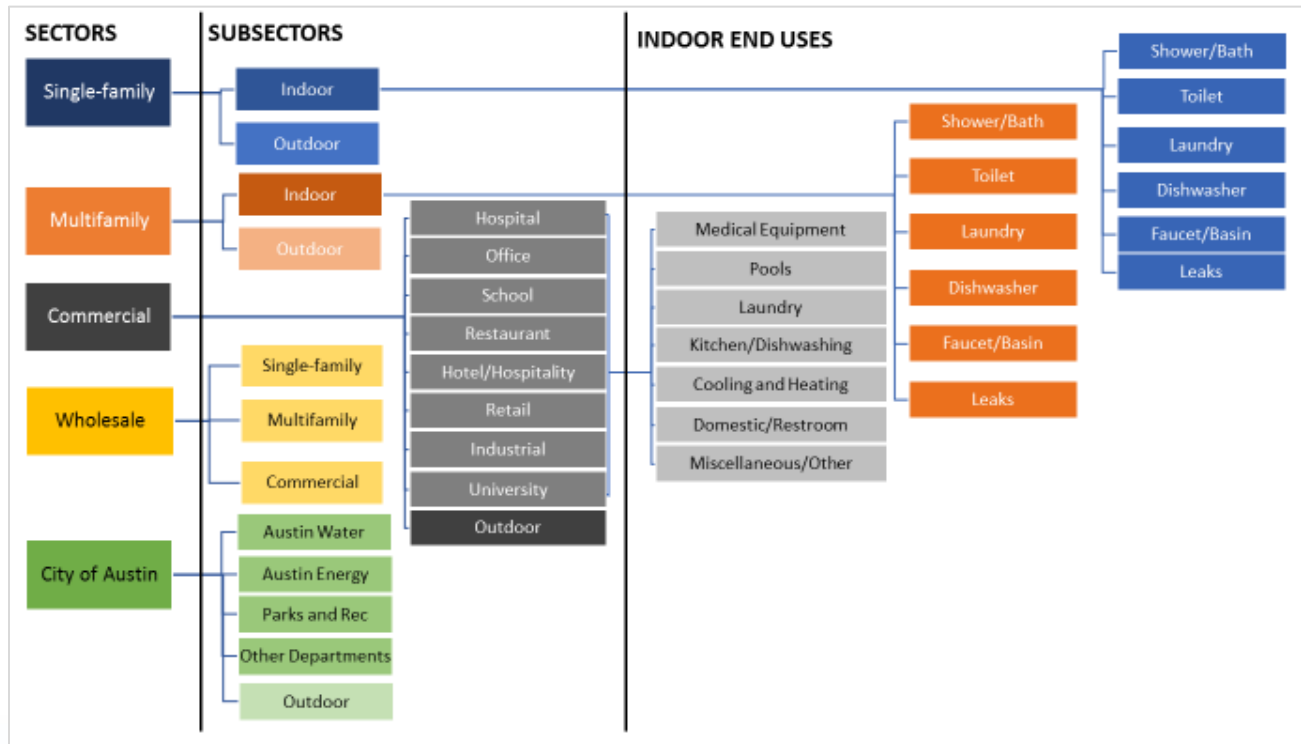 SECTORS
SUBSECTORS
INDOOR END USES
Single-family
Multifamily
Commercial
Wholesale
City of Austin
Indoor
Outdoor
Indoor
Outdoor
Single-family
Multifamily
Commercial
Austin Water
Austin Energy
Parks and Rec
Other Departments
Outdoor
Hospital
Office
School
Restaurant
Hotel/Hospitality
Retail
Industrial
University
Outdoor
Medical Equipment
Pools
Laundry
Kitchen/Dishwashing
Cooling and Heating
Domestic/Restroom
Miscellaneous/Other
Shower/Bath
Toilet
Laundry
Dishwasher
Faucet/Basin
Leaks
Shower/Bath
Toilet
Laundry
Dishwasher
Faucet/Basin
Leaks